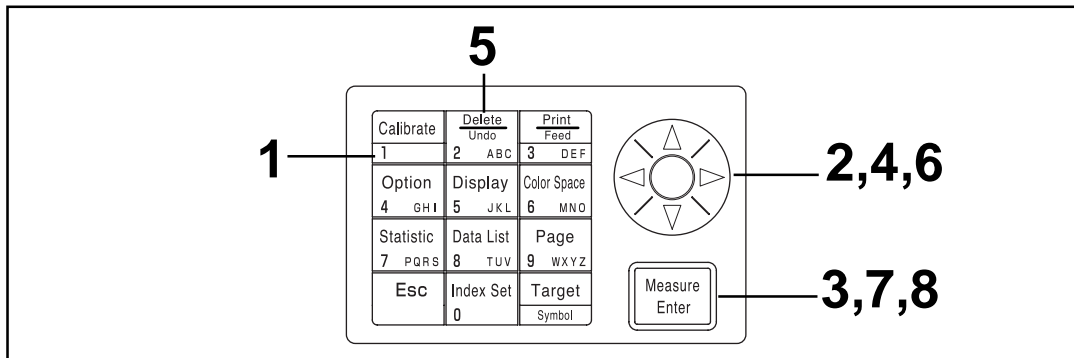 5
Calibrate Delete Print
Undo Feed
1 2 ABC 3 DEF
1
2,4,6
Option Display Color Space
4 GHI 5 JKL 6 MNO
Statistic Data List Page
7 PQRS 8 TUV 9 WXYZ
Esc Index Set Target
0 Symbol
Measure
Enter
3,7,8